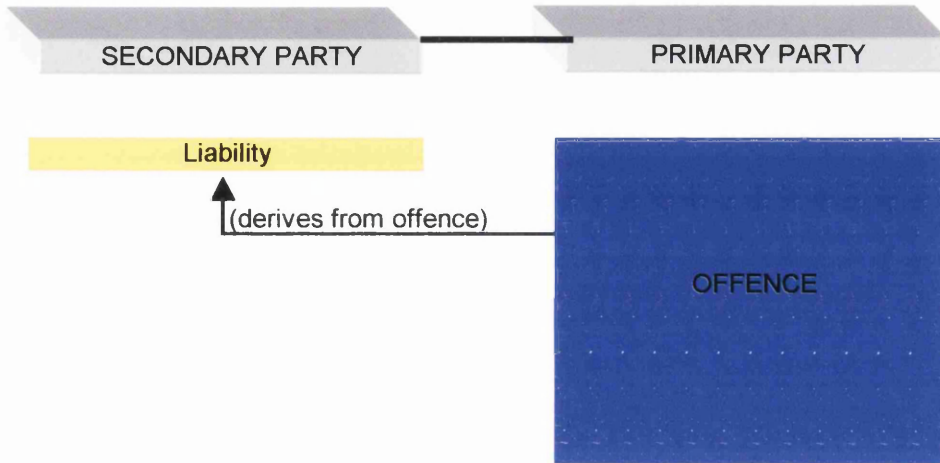 SECONDARY PARTY
PRIMARY PARTY
Liability
(derives from offence)
OFFENCE